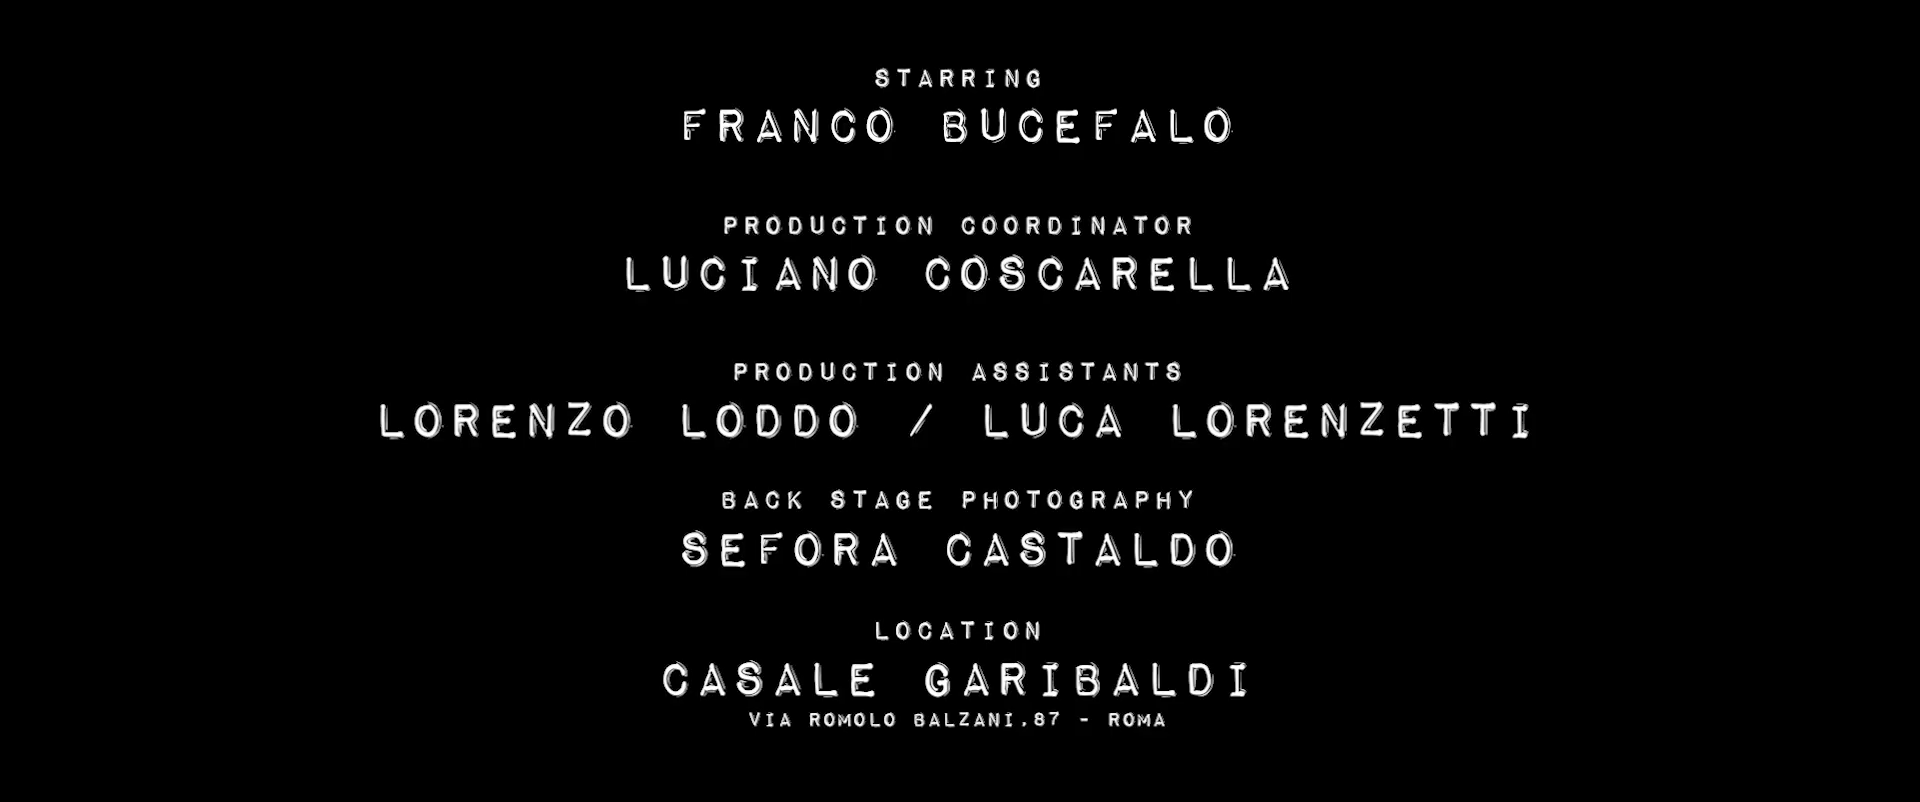 STARRING
FRANCO BUCEFALO
PRODUCTION COORDINATOR
LUCIANO COSCARELLA
PRODUCTION ASSISTANTS
LORENZO LODDO / LUCA LORENZETTI
BACK STAGE PHOTOGRAPHY
SEFORA CASTALDO
LOCATION
CASALE GARIBALDI
VIA ROMOLO BALZANI,87 - ROMA